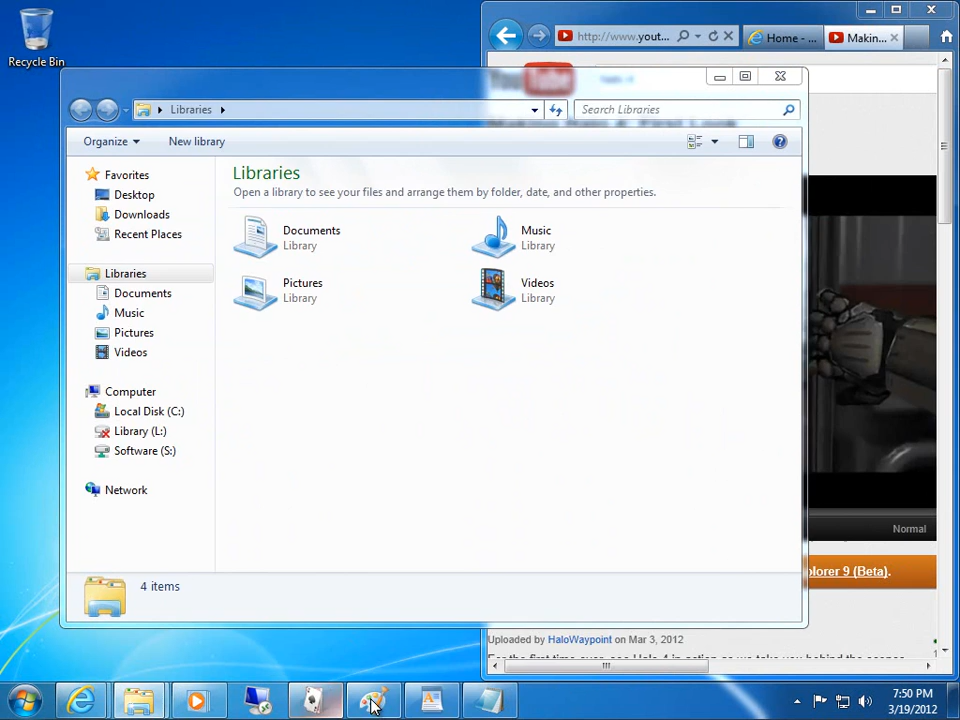 Recycle Bin
http://www.yout...
Home - ...
Makin...
YouTube
Libraries
Search Libraries
Organize
New library
Favorites
Desktop
Downloads
Recent Places
Libraries
Documents
Music
Pictures
Videos
Computer
Local Disk (C:)
Library (L:)
Software (S:)
Network
Libraries
Open a library to see your files and arrange them by folder, date, and other properties.
Documents
Library
Music
Library
Pictures
Library
Videos
Library
4 items
Normal
plorer 9 (Beta).
Uploaded by HaloWaypoint on Mar 3, 2012
7:50 PM
3/19/2012